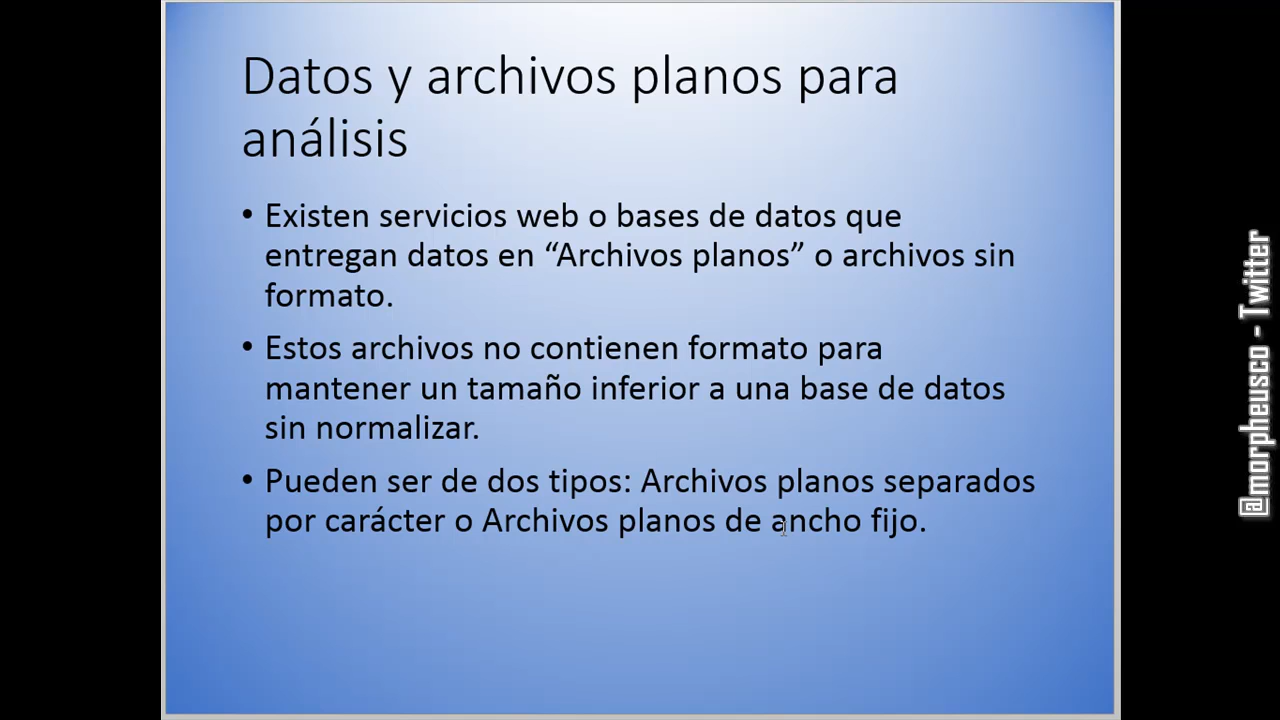 Datos y archivos planos para
análisis
• Existen servicios web o bases de datos que
entregan datos en “Archivos planos” o archivos sin
formato.
• Estos archivos no contienen formato para
mantener un tamaño inferior a una base de datos
sin normalizar.
• Pueden ser de dos tipos: Archivos planos separados
por carácter o Archivos planos de ancho fijo.
@morpheusco - Twitter